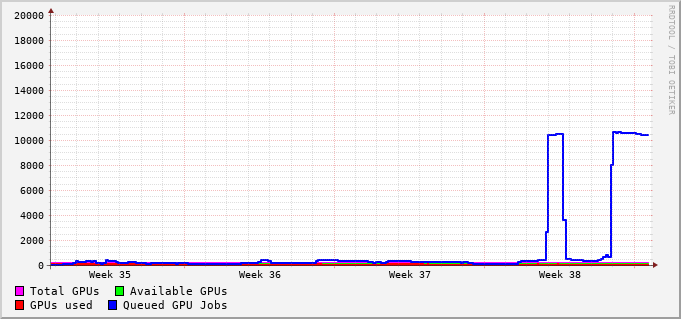 20000
18000
16000
14000
12000
10000
8000
6000
4000
2000
0
Week 35 Week 36 Week 37 Week 38
Total GPUs Available GPUs
GPUs used Queued GPU Jobs
RRDTOOL / TOBI OETIKER